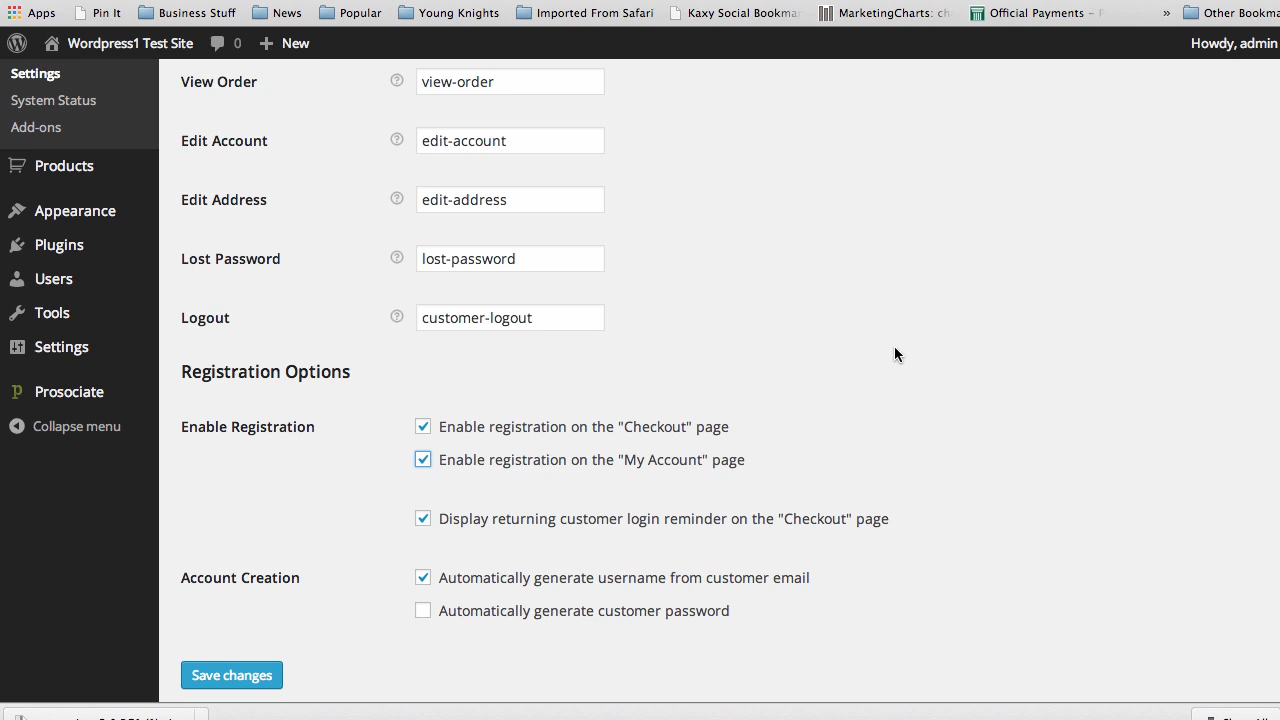 Apps Pin It Business Stuff News Popular Young Knights Imported From Safari Kaxy Social Bookma MarketingCharts: ch Official Payments – P » Other Bookma
Wordpress1 Test Site 0 New Howdy, admin
Settings
System Status
Add-ons
Products
Appearance
Plugins
Users
Tools
Settings
Prosociate
Collapse menu
View Order ? view-order
Edit Account ? edit-account
Edit Address ? edit-address
Lost Password ? lost-password
Logout ? customer-logout
Registration Options
Enable Registration Enable registration on the "Checkout" page
Enable registration on the "My Account" page
Display returning customer login reminder on the "Checkout" page
Account Creation Automatically generate username from customer email
Automatically generate customer password
Save changes